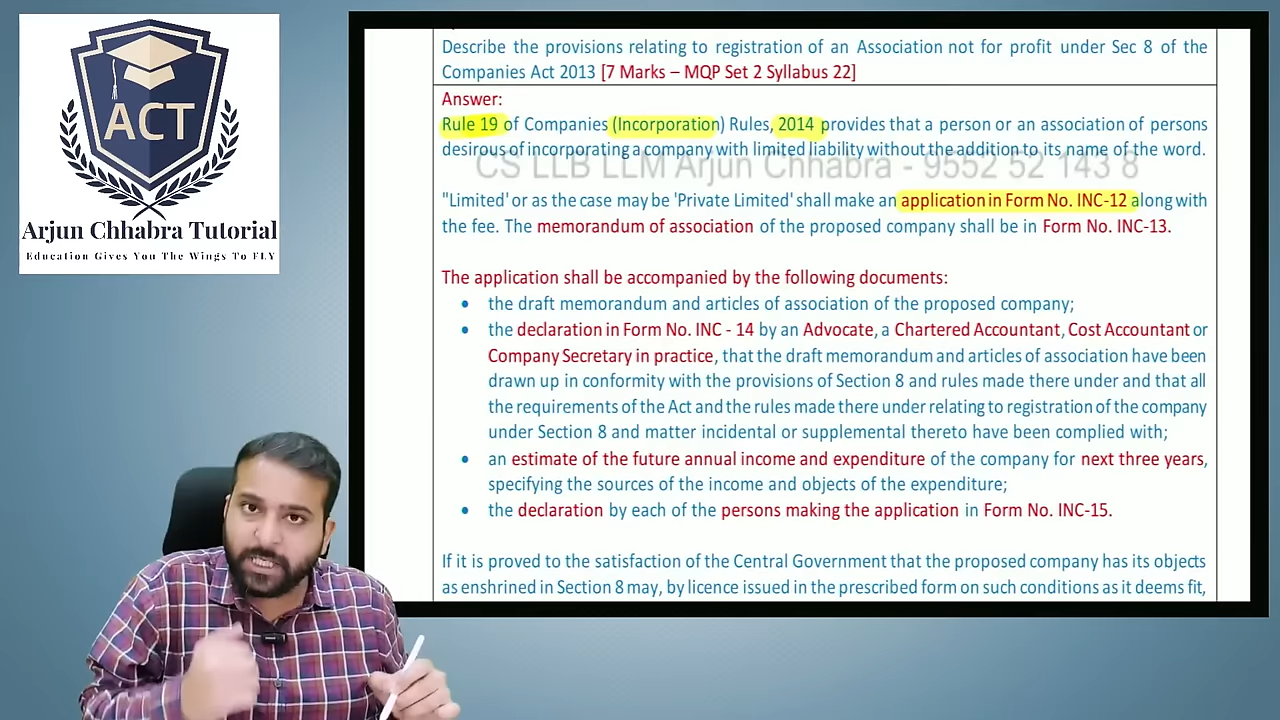 ACT
Arjun Chhabra Tutorial
Education Gives You The Wings To FLY
Describe the provisions relating to registration of an Association not for profit under Sec 8 of the
Companies Act 2013 [7 Marks – MQP Set 2 Syllabus 22]
Answer:
Rule 19 of Companies (Incorporation) Rules, 2014 provides that a person or an association of persons
desirous of incorporating a company with limited liability without the addition to its name of the word.
CS LLB LLM Arjun Chhabra - 9552 52 143 8
"Limited' or as the case may be 'Private Limited' shall make an application in Form No. INC-12 along with
the fee. The memorandum of association of the proposed company shall be in Form No. INC-13.
The application shall be accompanied by the following documents:
• the draft memorandum and articles of association of the proposed company;
• the declaration in Form No. INC - 14 by an Advocate, a Chartered Accountant, Cost Accountant or
Company Secretary in practice, that the draft memorandum and articles of association have been
drawn up in conformity with the provisions of Section 8 and rules made there under and that all
the requirements of the Act and the rules made there under relating to registration of the company
under Section 8 and matter incidental or supplemental thereto have been complied with;
• an estimate of the future annual income and expenditure of the company for next three years,
specifying the sources of the income and objects of the expenditure;
• the declaration by each of the persons making the application in Form No. INC-15.
If it is proved to the satisfaction of the Central Government that the proposed company has its objects
as enshrined in Section 8 may, by licence issued in the prescribed form on such conditions as it deems fit,